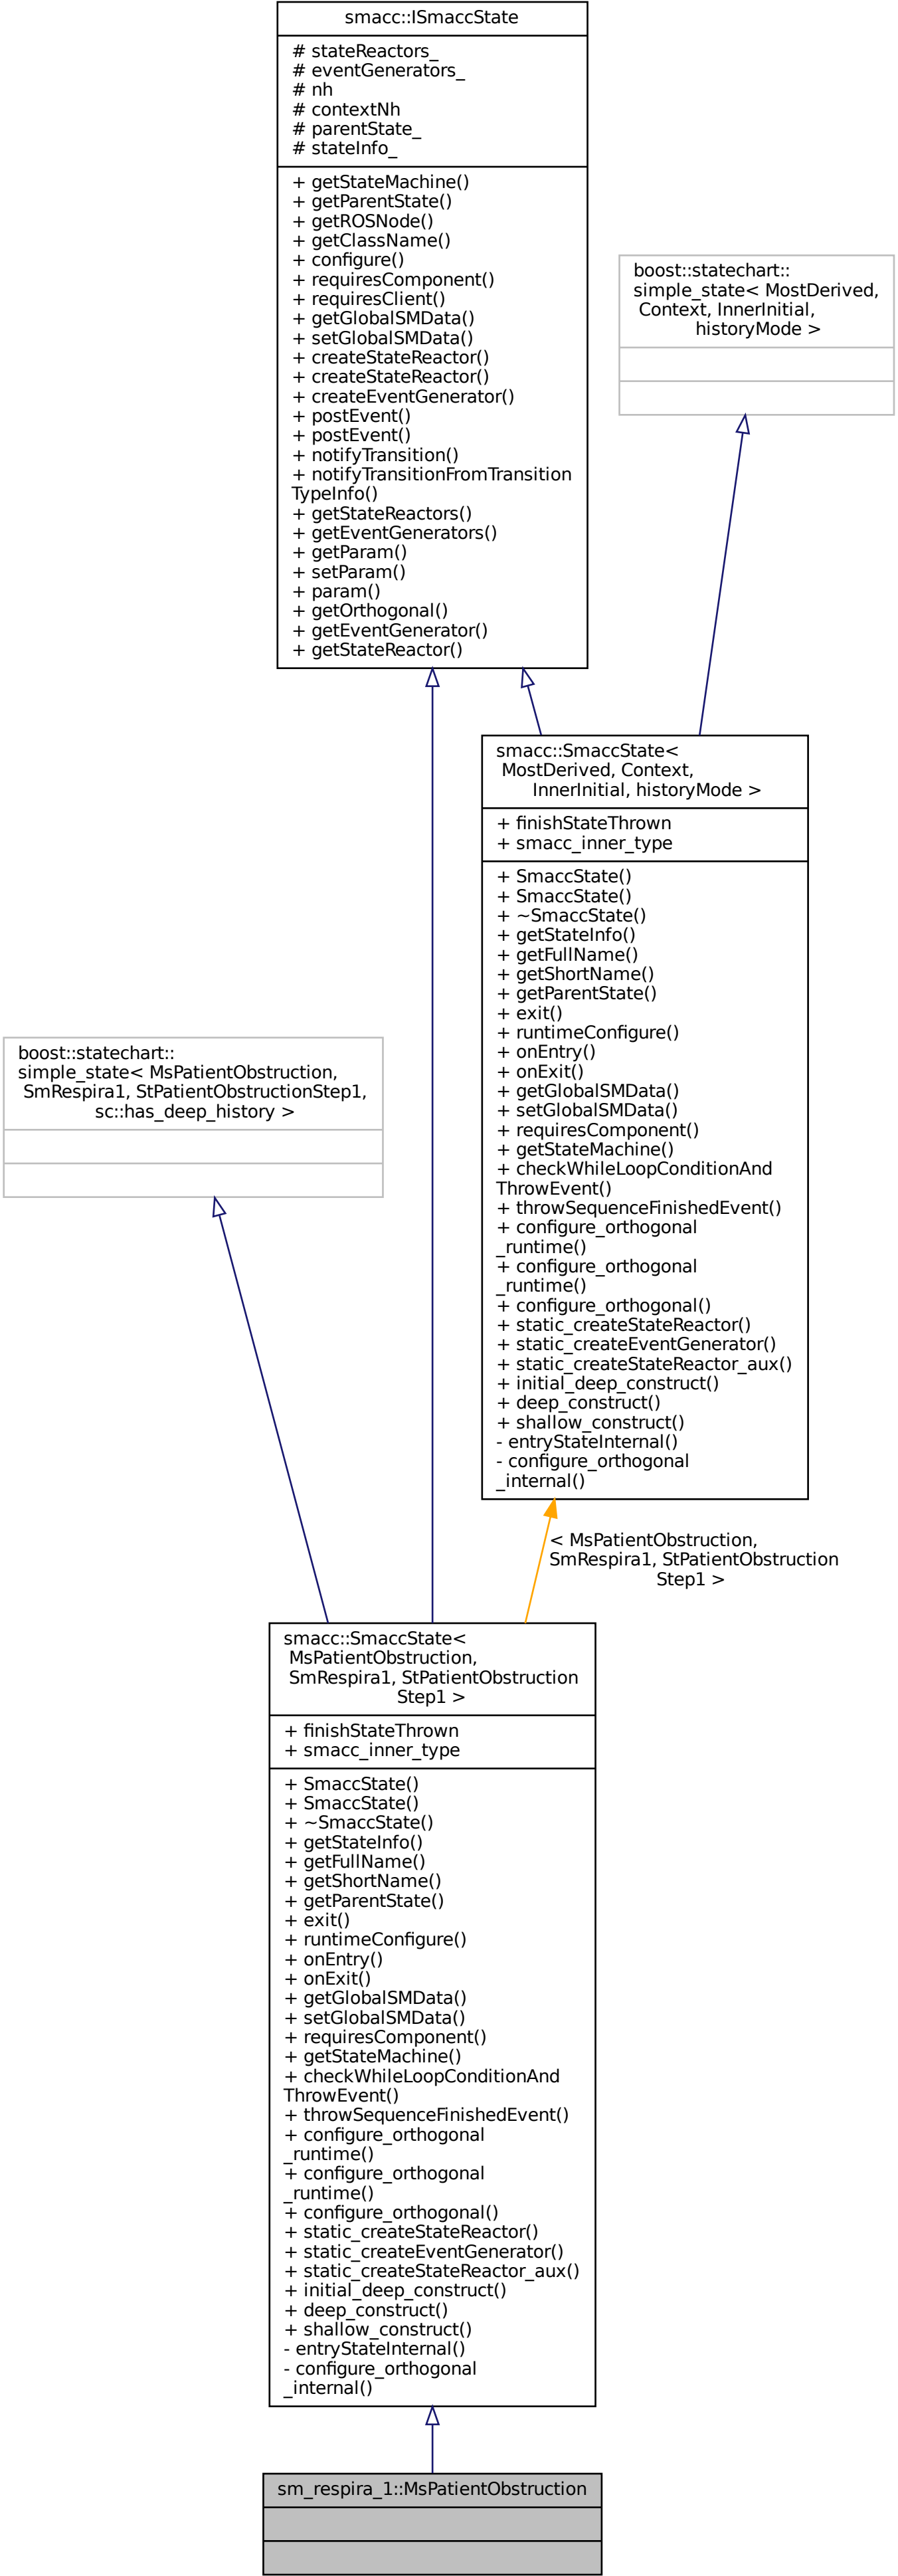 smacc::ISmaccState
# stateReactors_
# eventGenerators_
# nh
# contextNh
# parentState_
# stateInfo_
+ getStateMachine()
+ getParentState()
+ getROSNode()
+ getClassName()
+ configure()
+ requiresComponent()
+ requiresClient()
+ getGlobalSMData()
+ setGlobalSMData()
+ createStateReactor()
+ createStateReactor()
+ createEventGenerator()
+ postEvent()
+ postEvent()
+ notifyTransition()
+ notifyTransitionFromTransition
TypeInfo()
+ getStateReactors()
+ getEventGenerators()
+ getParam()
+ setParam()
+ param()
+ getOrthogonal()
+ getEventGenerator()
+ getStateReactor()
boost::statechart::
simple_state< MostDerived,
Context, InnerInitial,
historyMode >
smacc::SmaccState<
MostDerived, Context,
InnerInitial, historyMode >
+ finishStateThrown
+ smacc_inner_type
+ SmaccState()
+ SmaccState()
+ ~SmaccState()
+ getStateInfo()
+ getFullName()
+ getShortName()
+ getParentState()
+ exit()
+ runtimeConfigure()
+ onEntry()
+ onExit()
+ getGlobalSMData()
+ setGlobalSMData()
+ requiresComponent()
+ getStateMachine()
+ checkWhileLoopConditionAnd
ThrowEvent()
+ throwSequenceFinishedEvent()
+ configure_orthogonal
_runtime()
+ configure_orthogonal
_runtime()
+ configure_orthogonal()
+ static_createStateReactor()
+ static_createEventGenerator()
+ static_createStateReactor_aux()
+ initial_deep_construct()
+ deep_construct()
+ shallow_construct()
- entryStateInternal()
- configure_orthogonal
_internal()
boost::statechart::
simple_state< MsPatientObstruction,
SmRespira1, StPatientObstructionStep1,
sc::has_deep_history >
< MsPatientObstruction,
SmRespira1, StPatientObstruction
Step1 >
smacc::SmaccState<
MsPatientObstruction,
SmRespira1, StPatientObstruction
Step1 >
+ finishStateThrown
+ smacc_inner_type
+ SmaccState()
+ SmaccState()
+ ~SmaccState()
+ getStateInfo()
+ getFullName()
+ getShortName()
+ getParentState()
+ exit()
+ runtimeConfigure()
+ onEntry()
+ onExit()
+ getGlobalSMData()
+ setGlobalSMData()
+ requiresComponent()
+ getStateMachine()
+ checkWhileLoopConditionAnd
ThrowEvent()
+ throwSequenceFinishedEvent()
+ configure_orthogonal
_runtime()
+ configure_orthogonal
_runtime()
+ configure_orthogonal()
+ static_createStateReactor()
+ static_createEventGenerator()
+ static_createStateReactor_aux()
+ initial_deep_construct()
+ deep_construct()
+ shallow_construct()
- entryStateInternal()
- configure_orthogonal
_internal()
sm_respira_1::MsPatientObstruction